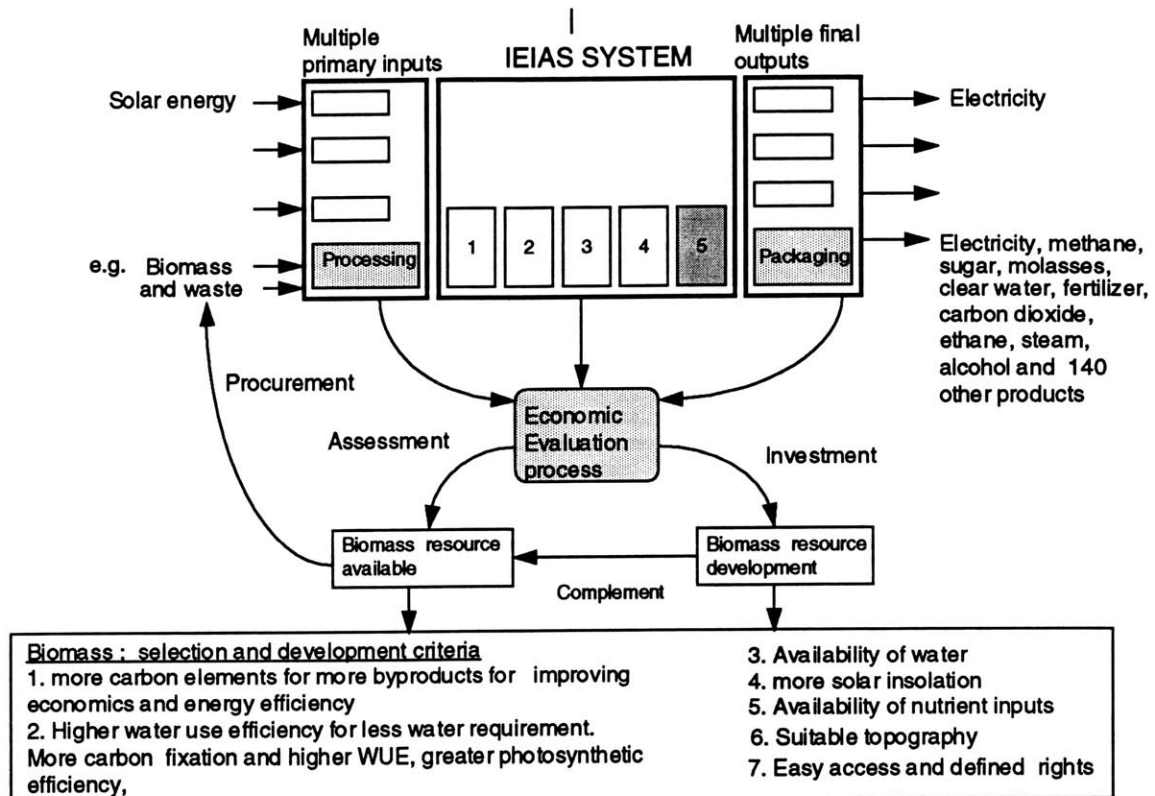 Multiple
primary inputs
IEIAS SYSTEM
Multiple final
outputs
Solar energy
Electricity
1
2
3
4
5
Processing
Packaging
e.g. Biomass
and waste
Electricity, methane,
sugar, molasses,
clear water, fertilizer,
carbon dioxide,
ethane, steam,
alcohol and 140
other products
Procurement
Economic
Evaluation
process
Assessment
Investment
Biomass resource
available
Biomass resource
development
Complement
Biomass : selection and development criteria
1. more carbon elements for more byproducts for improving
economics and energy efficiency
2. Higher water use efficiency for less water requirement.
More carbon fixation and higher WUE, greater photosynthetic
efficiency,
3. Availability of water
4. more solar insolation
5. Availability of nutrient inputs
6. Suitable topography
7. Easy access and defined rights